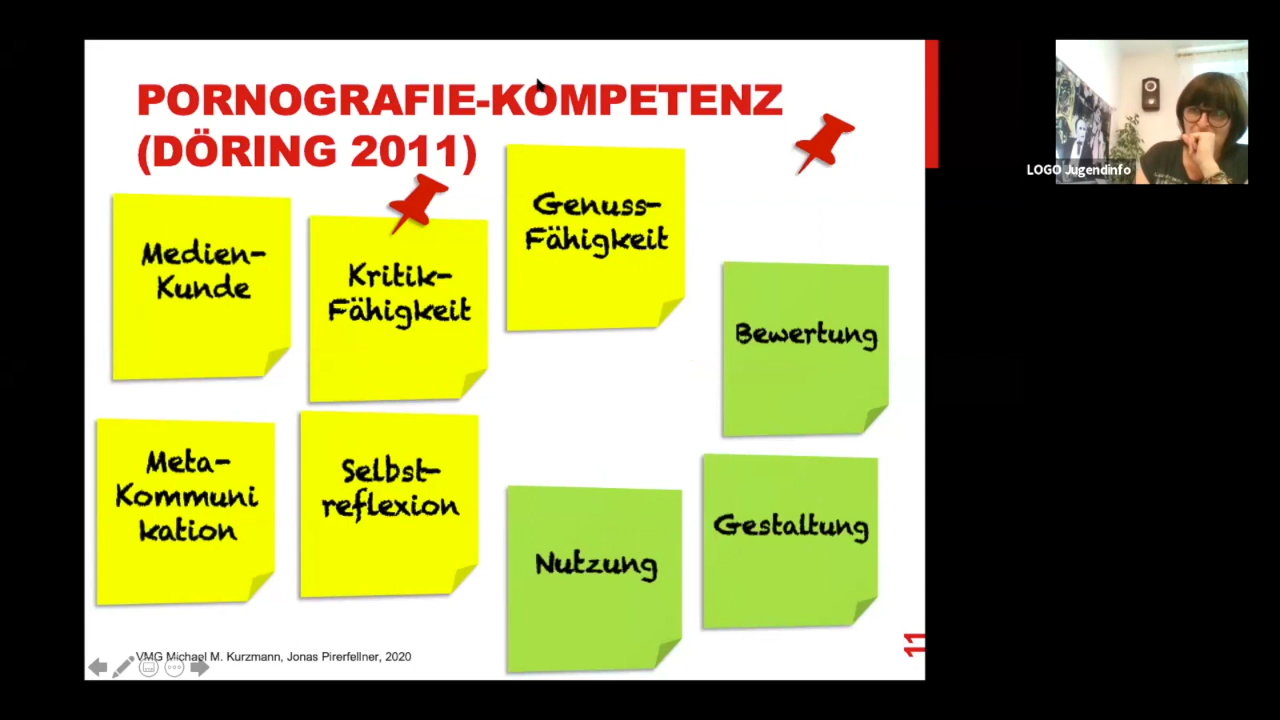 PORNOGRAFIE-KOMPETENZ
(DÖRING 2011)
Medien-
Kunde
Kritik-
Fähigkeit
Genuss-
Fähigkeit
Bewertung
Meta-
Kommuni
kation
Selbst-
reflexion
Nutzung
Gestaltung
VMG Michael M. Kurzmann, Jonas Pirerfellner, 2020
11
LOGO Jugendinfo